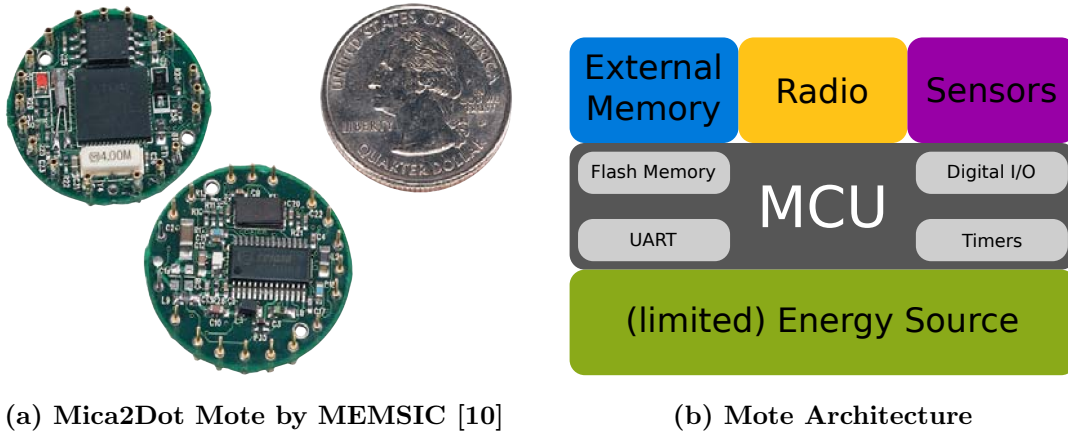 UNITED STATES OF AMERICA
LIBERTY
QUARTER DOLLAR
4.00M
External
Memory
Radio
Sensors
Flash Memory
MCU
Digital I/O
UART
Timers
(limited) Energy Source
(a) Mica2Dot Mote by MEMSIC [10]
(b) Mote Architecture